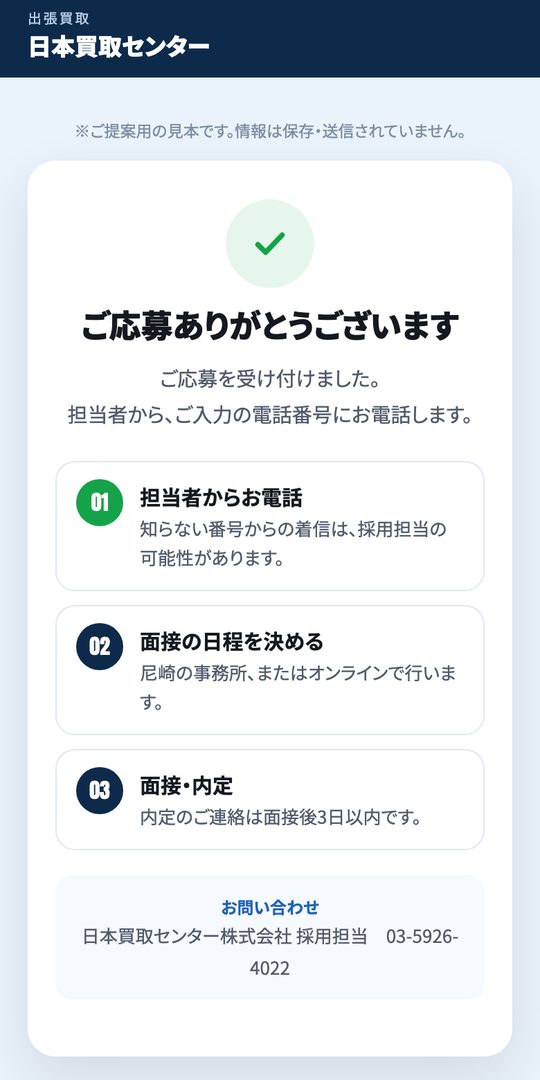 出張買取
日本買取センター
※ご提案用の見本です。情報は保存・送信されていません。
ご応募ありがとうございます
ご応募を受け付けました。
担当者から、ご入力の電話番号にお電話します。
01
担当者からお電話
知らない番号からの着信は、採用担当の
可能性があります。
02
面接の日程を決める
尼崎の事務所、またはオンラインで行いま
す。
03
面接・内定
内定のご連絡は面接後3日以内です。
お問い合わせ
日本買取センター株式会社 採用担当　03-5926-
4022